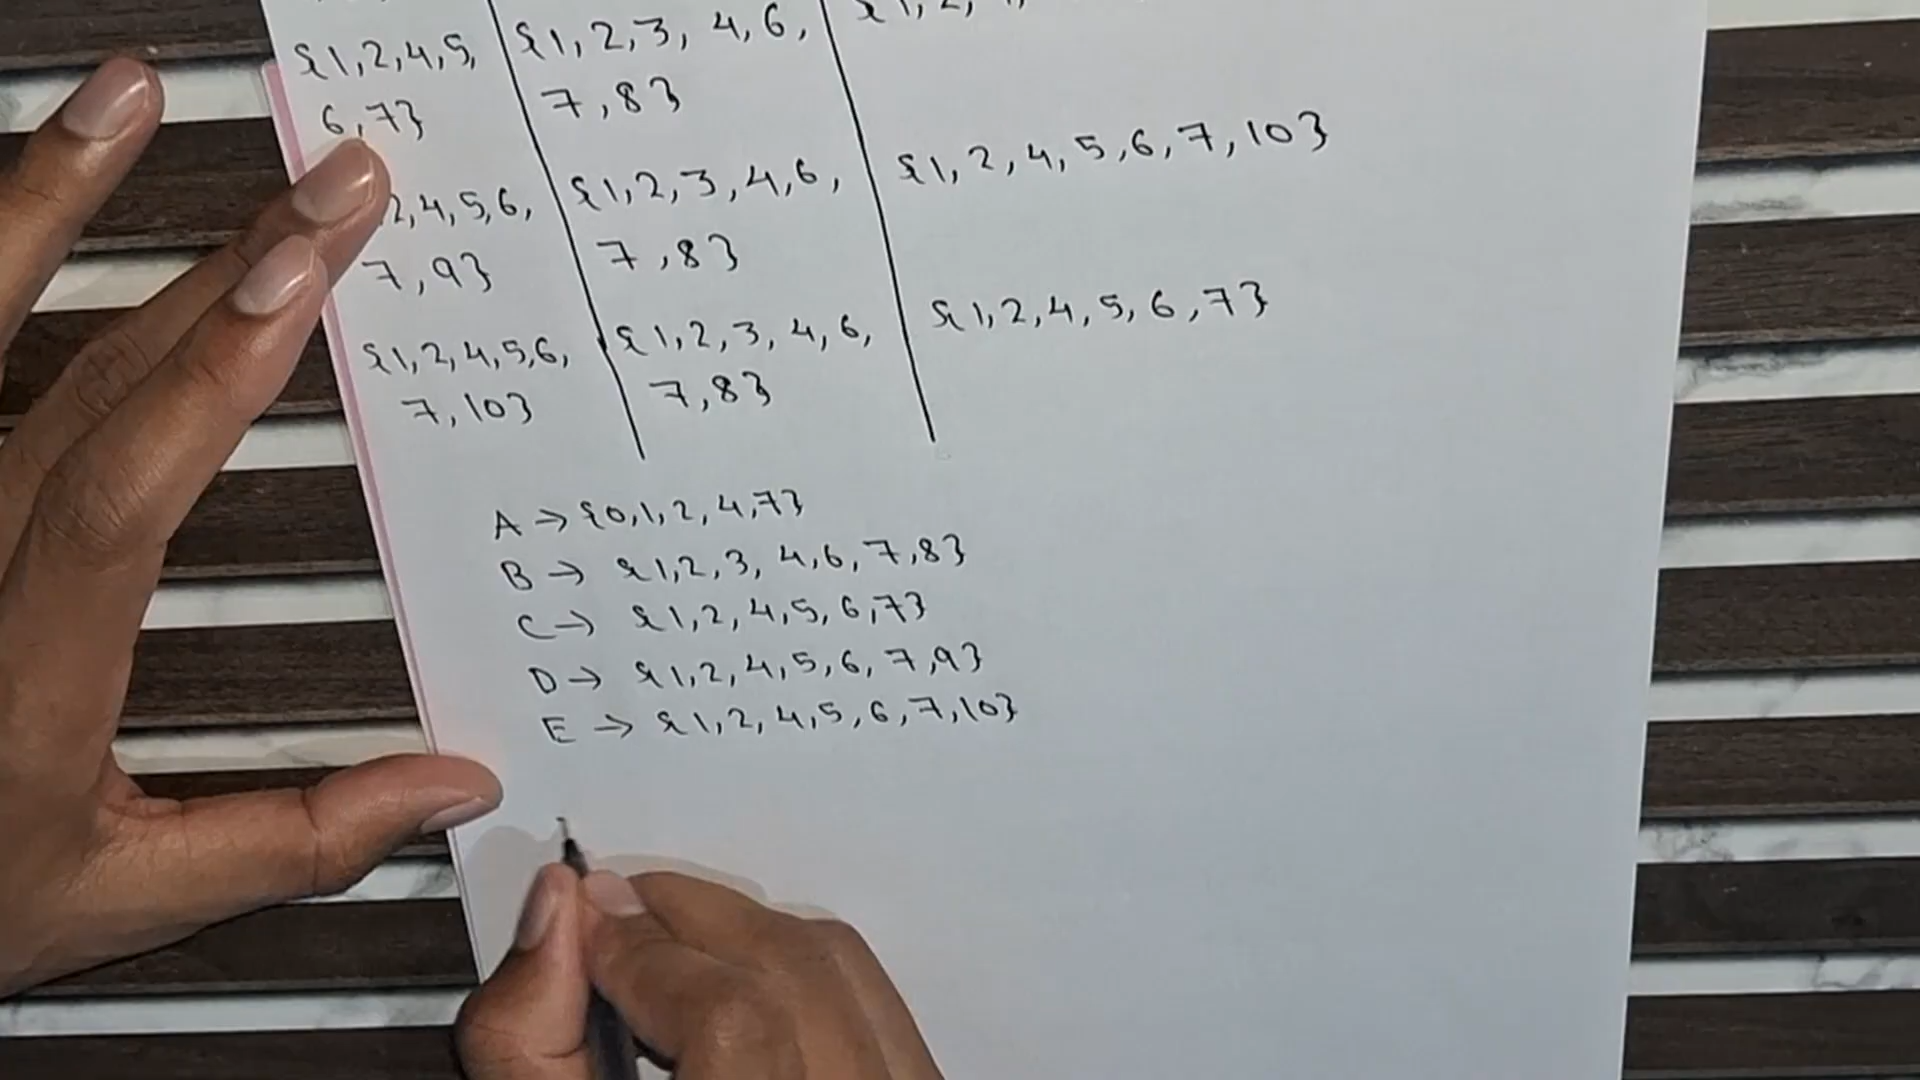 {1,2,4,5, {1,2,3, 4,6,
6,7} 7,8}
2,4,5,6, {1,2,3,4,6, {1,2,4,5,6,7,10}
7,9} 7,8}
{1,2,4,5,6, {1,2,3,4,6, {1,2,4,5,6,7}
7,10} 7,8}
A → {0,1,2,4,7}
B → {1,2,3,4,6,7,8}
C → {1,2,4,5,6,7}
D → {1,2,4,5,6,7,9}
E → {1,2,4,5,6,7,10}